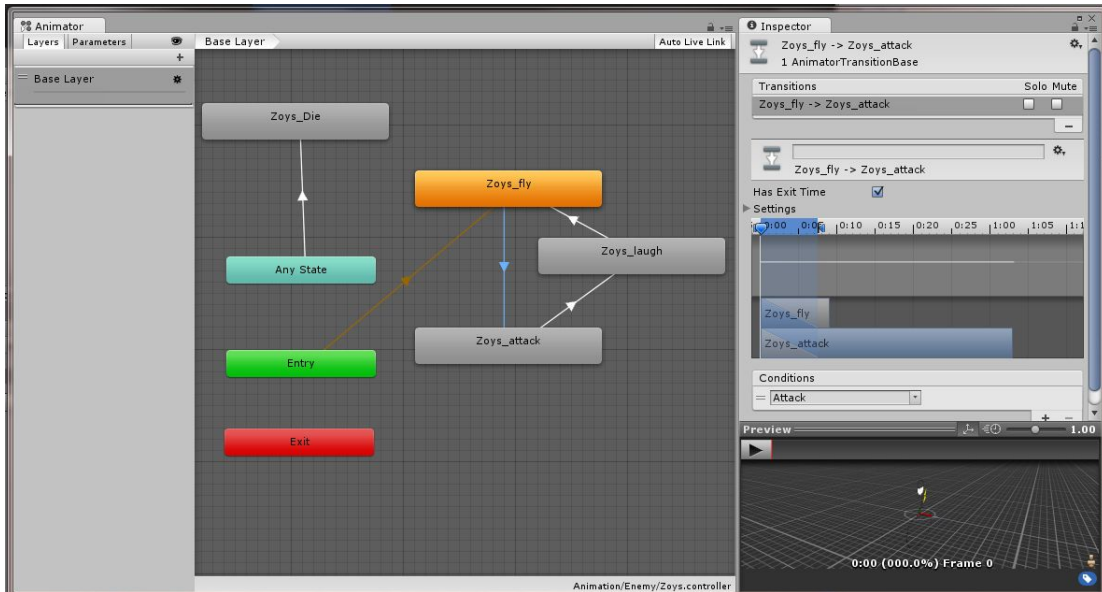 Animator
Layers Parameters
Base Layer
Auto Live Link
+
Base Layer
Zoys_Die
Zoys_fly
Zoys_laugh
Any State
Zoys_attack
Entry
Exit
Animation/Enemy/Zoys.controller
Inspector
Zoys_fly -> Zoys_attack
1 AnimatorTransitionBase
Transitions Solo Mute
Zoys_fly -> Zoys_attack
Zoys_fly -> Zoys_attack
Has Exit Time
Settings
0:10 0:15 0:20 0:25 1:00 1:05
Zoys_fly
Zoys_attack
Conditions
Attack
Preview 1.00
0:00 (000.0%) Frame 0